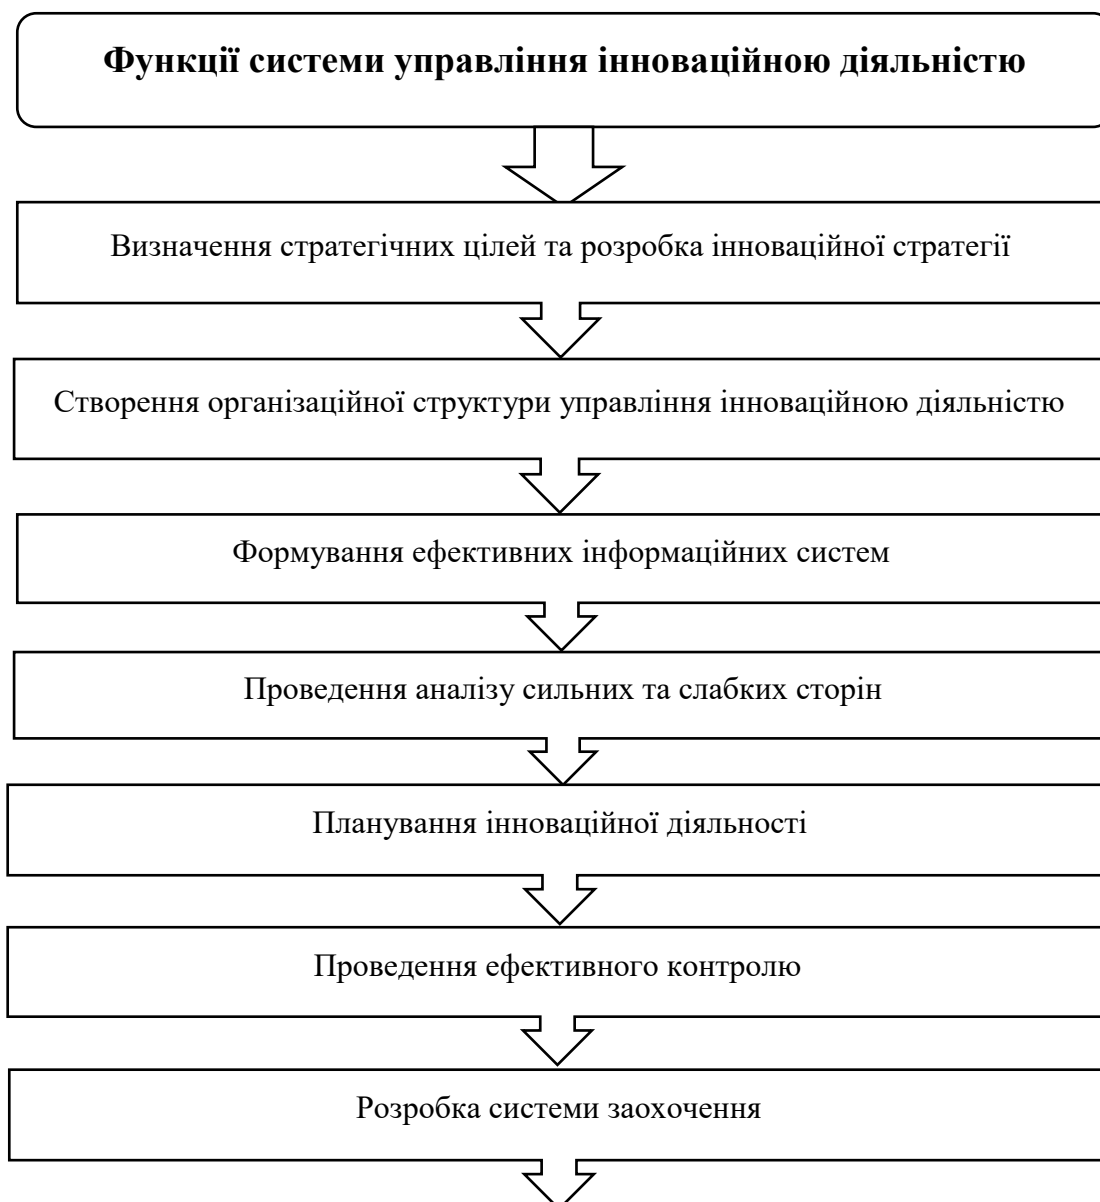 Функції системи управління інноваційною діяльністю
Визначення стратегічних цілей та розробка інноваційної стратегії
Створення організаційної структури управління інноваційною діяльністю
Формування ефективних інформаційних систем
Проведення аналізу сильних та слабких сторін
Планування інноваційної діяльності
Проведення ефективного контролю
Розробка системи заохочення